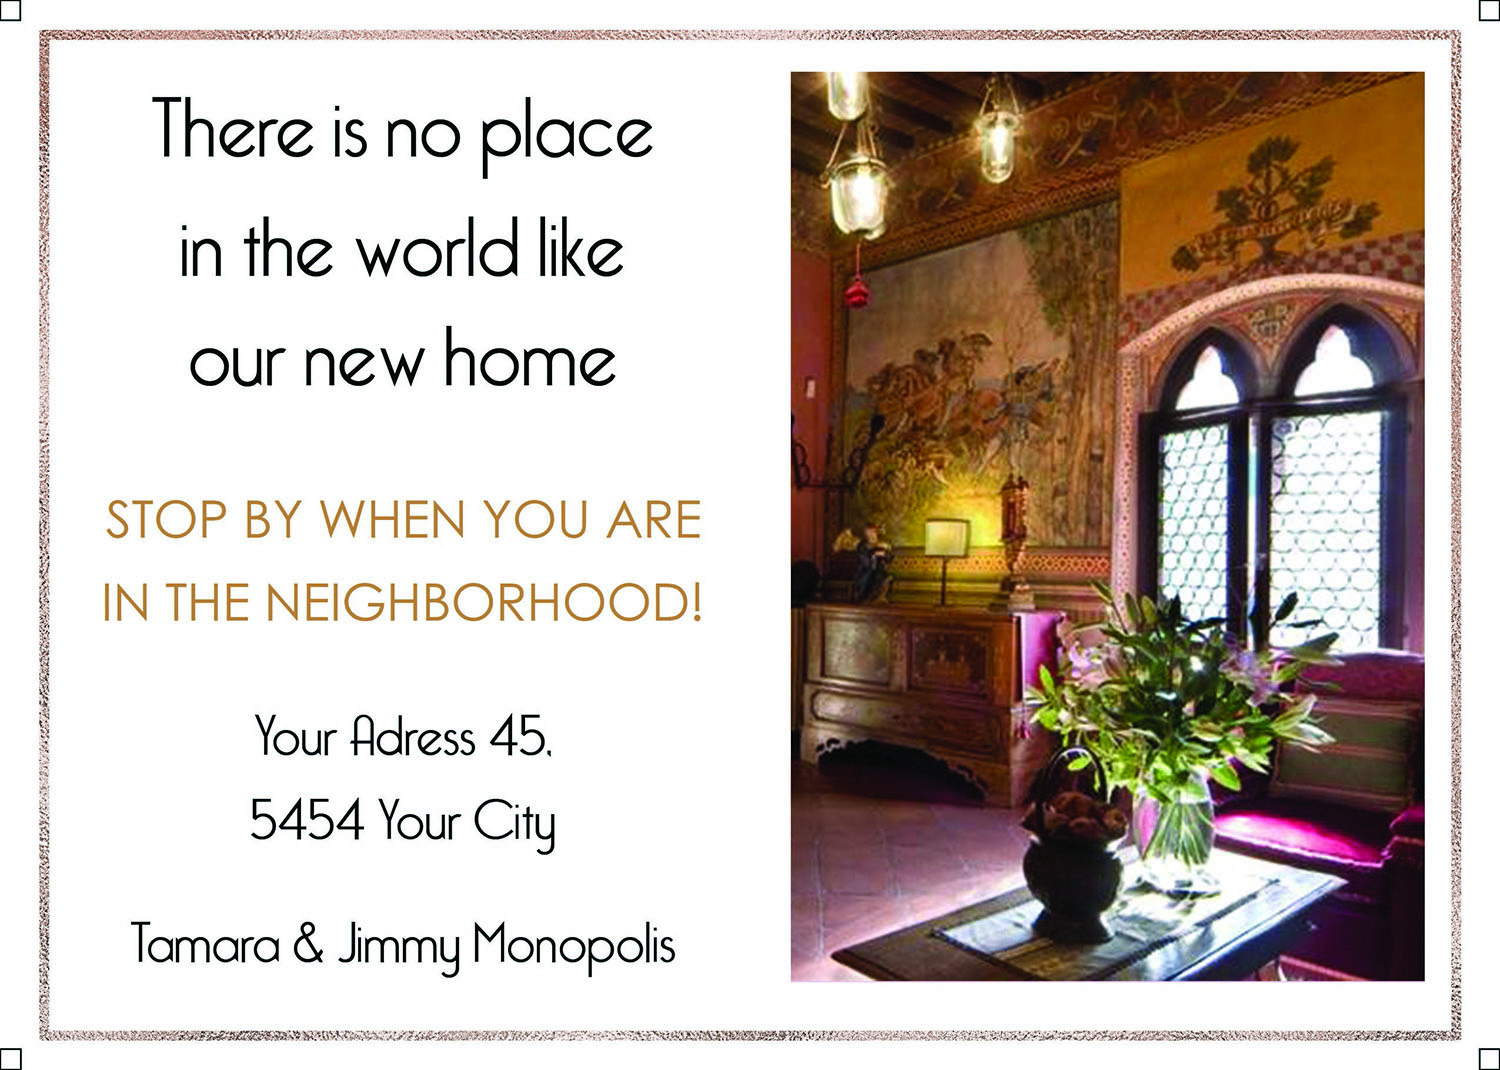 There is no place
in the world like
our new home
STOP BY WHEN YOU ARE
IN THE NEIGHBORHOOD!
Your Adress 45,
5454 Your City
Tamara & Jimmy Monopolis